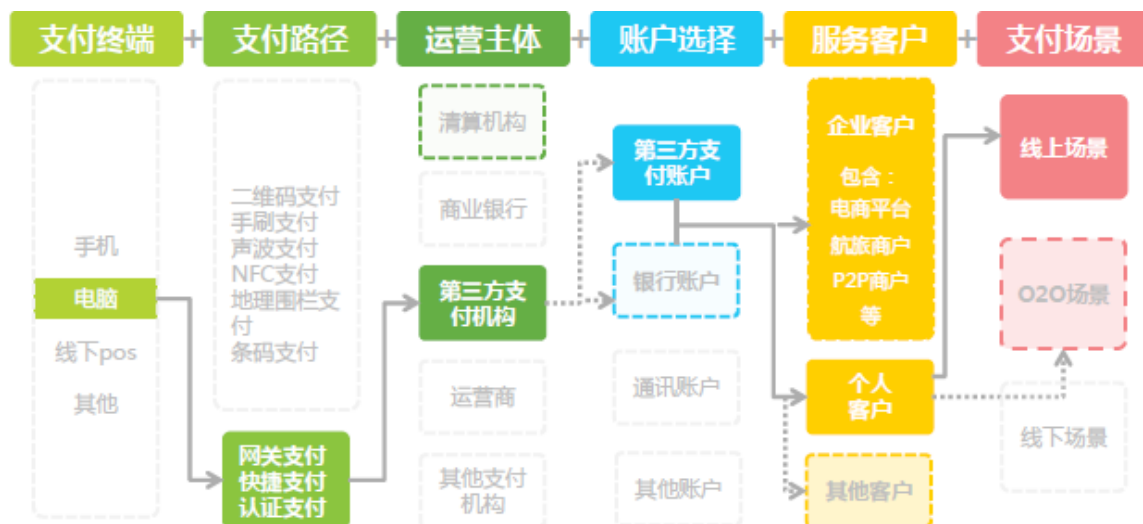 支付终端 + 支付路径 + 运营主体 + 账户选择 + 服务客户 + 支付场景
手机
电脑
线下pos
其他
二维码支付
手刷支付
声波支付
NFC支付
地理围栏支
付
条码支付
网关支付
快捷支付
认证支付
清算机构
商业银行
第三方支
付机构
运营商
其他支付
机构
第三方支
付账户
银行账户
通讯账户
其他账户
企业客户
包含：
电商平台
航旅商户
P2P商户
等
个人
客户
其他客户
线上场景
O2O场景
线下场景